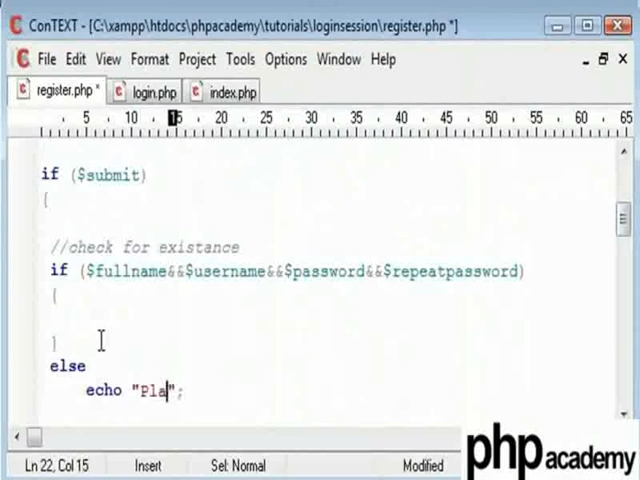 ConTEXT - [C:\xampp\htdocs\phpacademy\tutorials\loginsession\register.php *]
File Edit View Format Project Tools Options Window Help
register.php * login.php index.php
5 10 15 20 25 30 35 40 45 50 55 60 65
if ($submit)
{
//check for existance
if ($fullname&&$username&&$password&&$repeatpassword)
{
}
else
echo "Pla";
php academy
Ln 22, Col 15 Insert Sel: Normal Modified